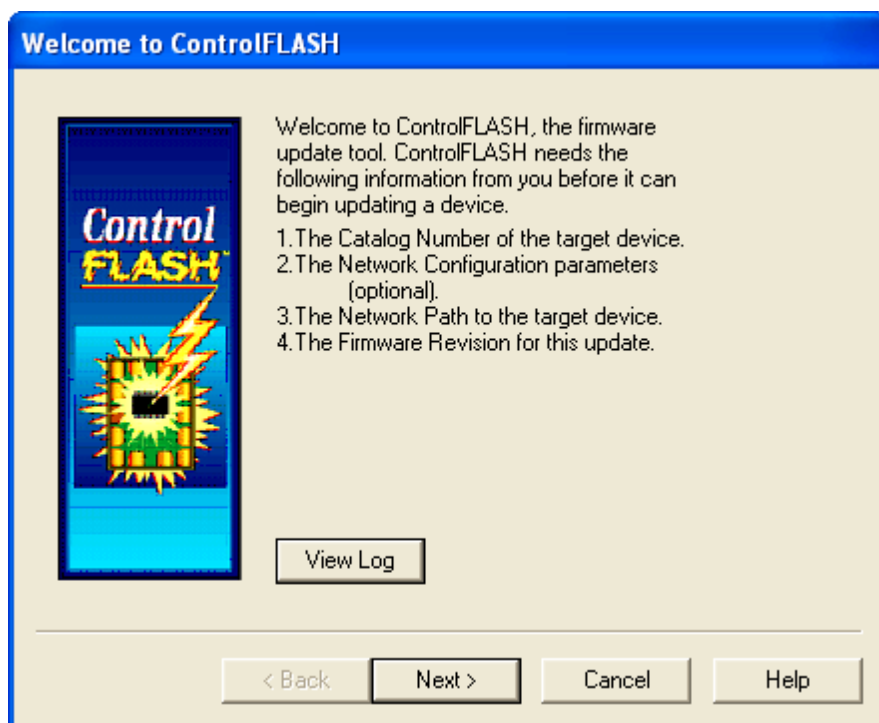 Welcome to ControlFLASH
Welcome to ControlFLASH, the firmware
update tool. ControlFLASH needs the
following information from you before it can
begin updating a device.
1.The Catalog Number of the target device.
2.The Network Configuration parameters
(optional).
3.The Network Path to the target device.
4.The Firmware Revision for this update.
Control
FLASH™
View Log
< Back
Next >
Cancel
Help